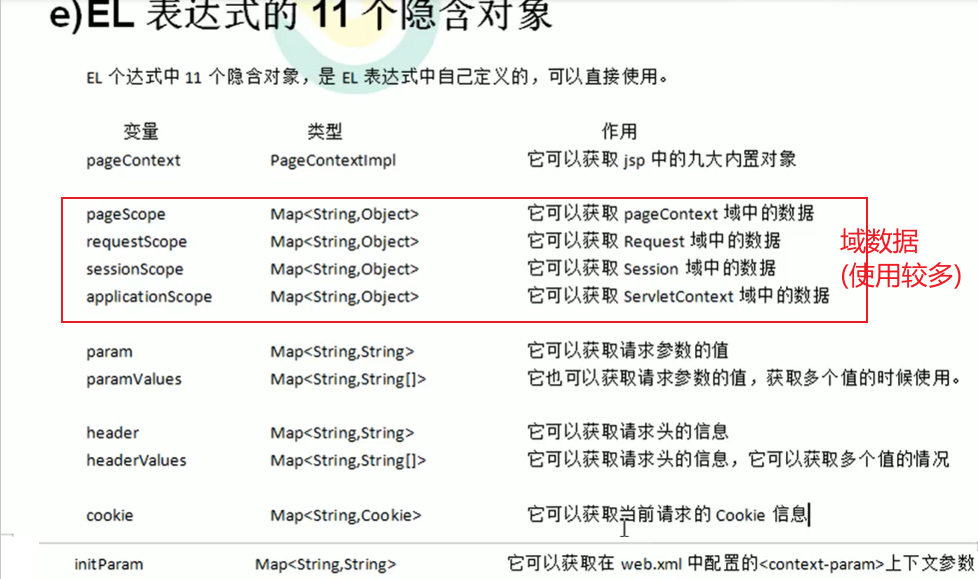 e)EL 表达式的 11 个隐含对象
EL 个达式中 11 个隐含对象，是 EL 表达式中自己定义的，可以直接使用。
变量 类型 作用
pageContext PageContextImpl 它可以获取 jsp 中的九大内置对象
pageScope Map<String,Object> 它可以获取 pageContext 域中的数据
requestScope Map<String,Object> 它可以获取 Request 域中的数据
sessionScope Map<String,Object> 它可以获取 Session 域中的数据
applicationScope Map<String,Object> 它可以获取 ServletContext 域中的数据
域数据
(使用较多)
param Map<String,String> 它可以获取请求参数的值
paramValues Map<String,String[]> 它也可以获取请求参数的值，获取多个值的时候使用。
header Map<String,String> 它可以获取请求头的信息
headerValues Map<String,String[]> 它可以获取请求头的信息，它可以获取多个值的情况
cookie Map<String,Cookie> 它可以获取当前请求的 Cookie 信息
initParam Map<String,String> 它可以获取在 web.xml 中配置的<context-param>上下文参数